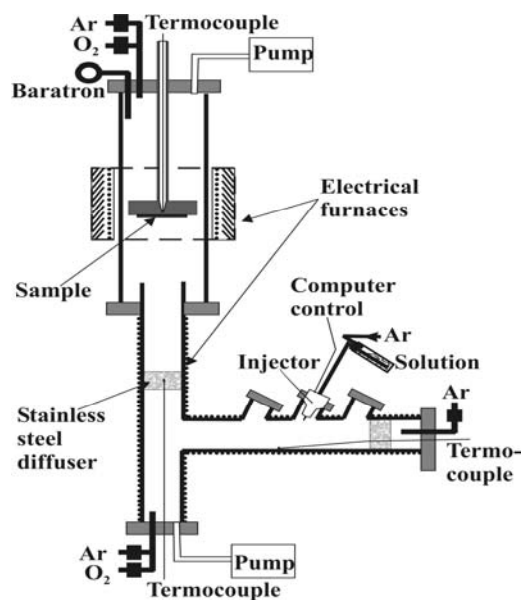 Termocouple
Ar
O2
Pump
Baratron
Electrical
furnaces
Sample
Computer
control
Ar
Injector
Solution
Ar
Stainless
steel
diffuser
Termo-
couple
Ar
O2
Pump
Termocouple